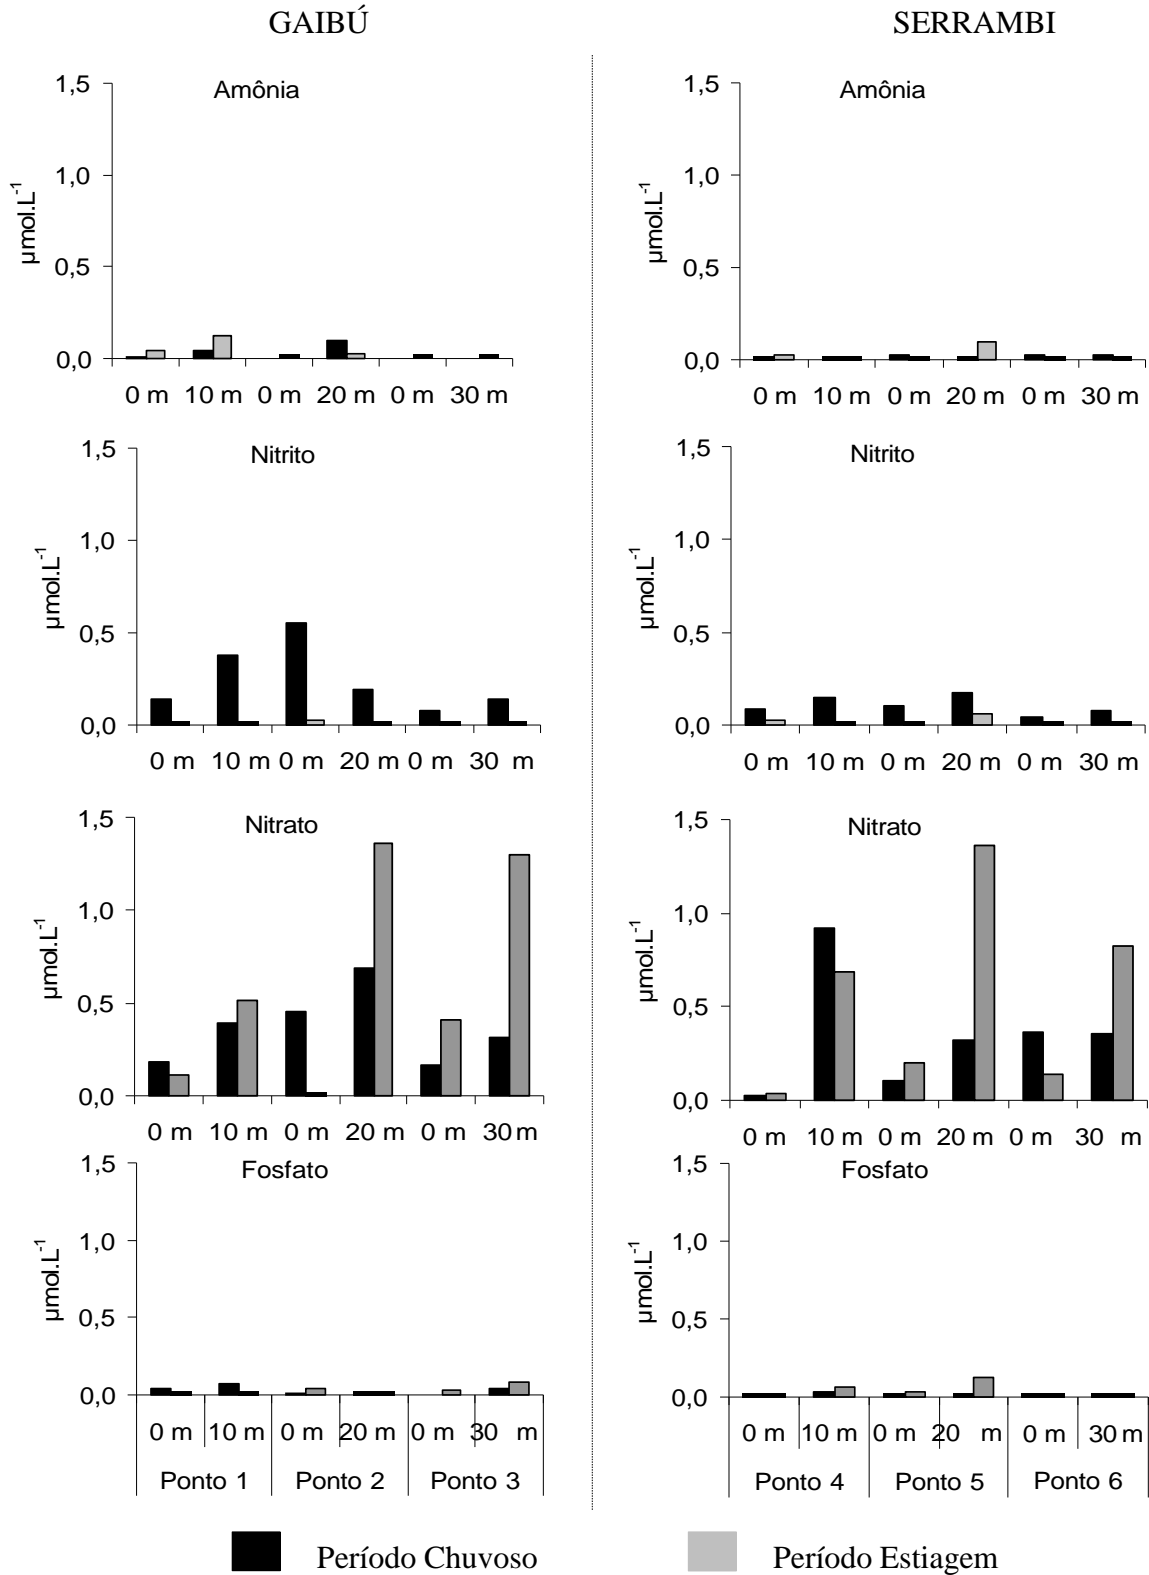 GAIBÚ
SERRAMBI
Amônia
1,5
1,0
0,5
0,0
µmol.L-1
0 m 10 m 0 m 20 m 0 m 30 m
Amônia
1,5
1,0
0,5
0,0
µmol.L-1
0 m 10 m 0 m 20 m 0 m 30 m
Nitrito
1,5
1,0
0,5
0,0
µmol.L-1
0 m 10 m 0 m 20 m 0 m 30 m
Nitrito
1,5
1,0
0,5
0,0
µmol.L-1
0 m 10 m 0 m 20 m 0 m 30 m
Nitrato
1,5
1,0
0,5
0,0
µmol.L-1
0 m 10 m 0 m 20 m 0 m 30 m
Nitrato
1,5
1,0
0,5
0,0
µmol.L-1
0 m 10 m 0 m 20 m 0 m 30 m
Fosfato
1,5
1,0
0,5
0,0
µmol.L-1
0 m 10 m 0 m 20 m 0 m 30 m
Ponto 1 Ponto 2 Ponto 3
Fosfato
1,5
1,0
0,5
0,0
µmol.L-1
0 m 10 m 0 m 20 m 0 m 30 m
Ponto 4 Ponto 5 Ponto 6
Período Chuvoso
Período Estiagem